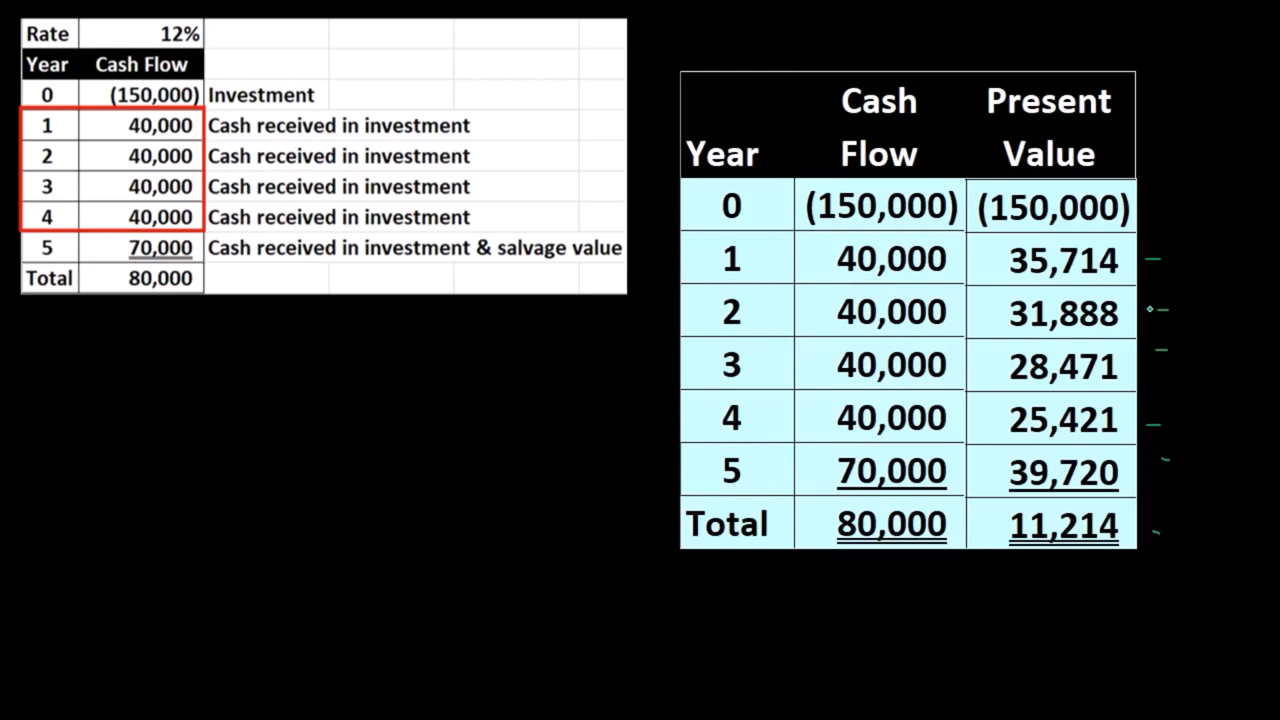 Rate 12%
Year Cash Flow
0 (150,000) Investment
1 40,000 Cash received in investment
2 40,000 Cash received in investment
3 40,000 Cash received in investment
4 40,000 Cash received in investment
5 70,000 Cash received in investment & salvage value
Total 80,000
Cash Present
Year Flow Value
0 (150,000) (150,000)
1 40,000 35,714
2 40,000 31,888
3 40,000 28,471
4 40,000 25,421
5 70,000 39,720
Total 80,000 11,214